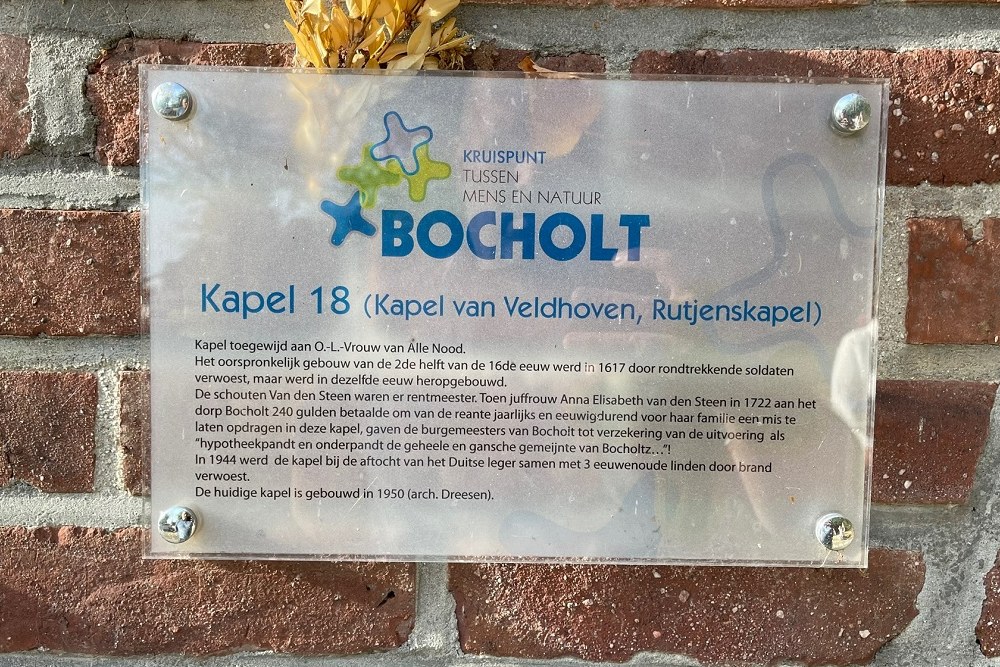 KRUISPUNT
TUSSEN
MENS EN NATUUR
BOCHOLT
Kapel 18 (Kapel van Veldhoven, Rutjenskapel)
Kapel toegewijd aan O.-L.-Vrouw van Alle Nood.
Het oorspronkelijk gebouw van de 2de helft van de 16de eeuw werd in 1617 door rondtrekkende soldaten
verwoest, maar werd in dezelfde eeuw heropgebouwd.
De schouten Van den Steen waren er rentmeester. Toen juffrouw Anna Elisabeth van den Steen in 1722 aan het
dorp Bocholt 240 gulden betaalde om van de reante jaarlijks en eeuwigdurend voor haar familie een mis te
laten opdragen in deze kapel, gaven de burgemeesters van Bocholt tot verzekering van de uitvoering als
"hypotheekpandt en onderpandt de geheele en gansche gemeijnte van Bocholtz..."!
In 1944 werd de kapel bij de aftocht van het Duitse leger samen met 3 eeuwenoude linden door brand
verwoest.
De huidige kapel is gebouwd in 1950 (arch. Dreesen).